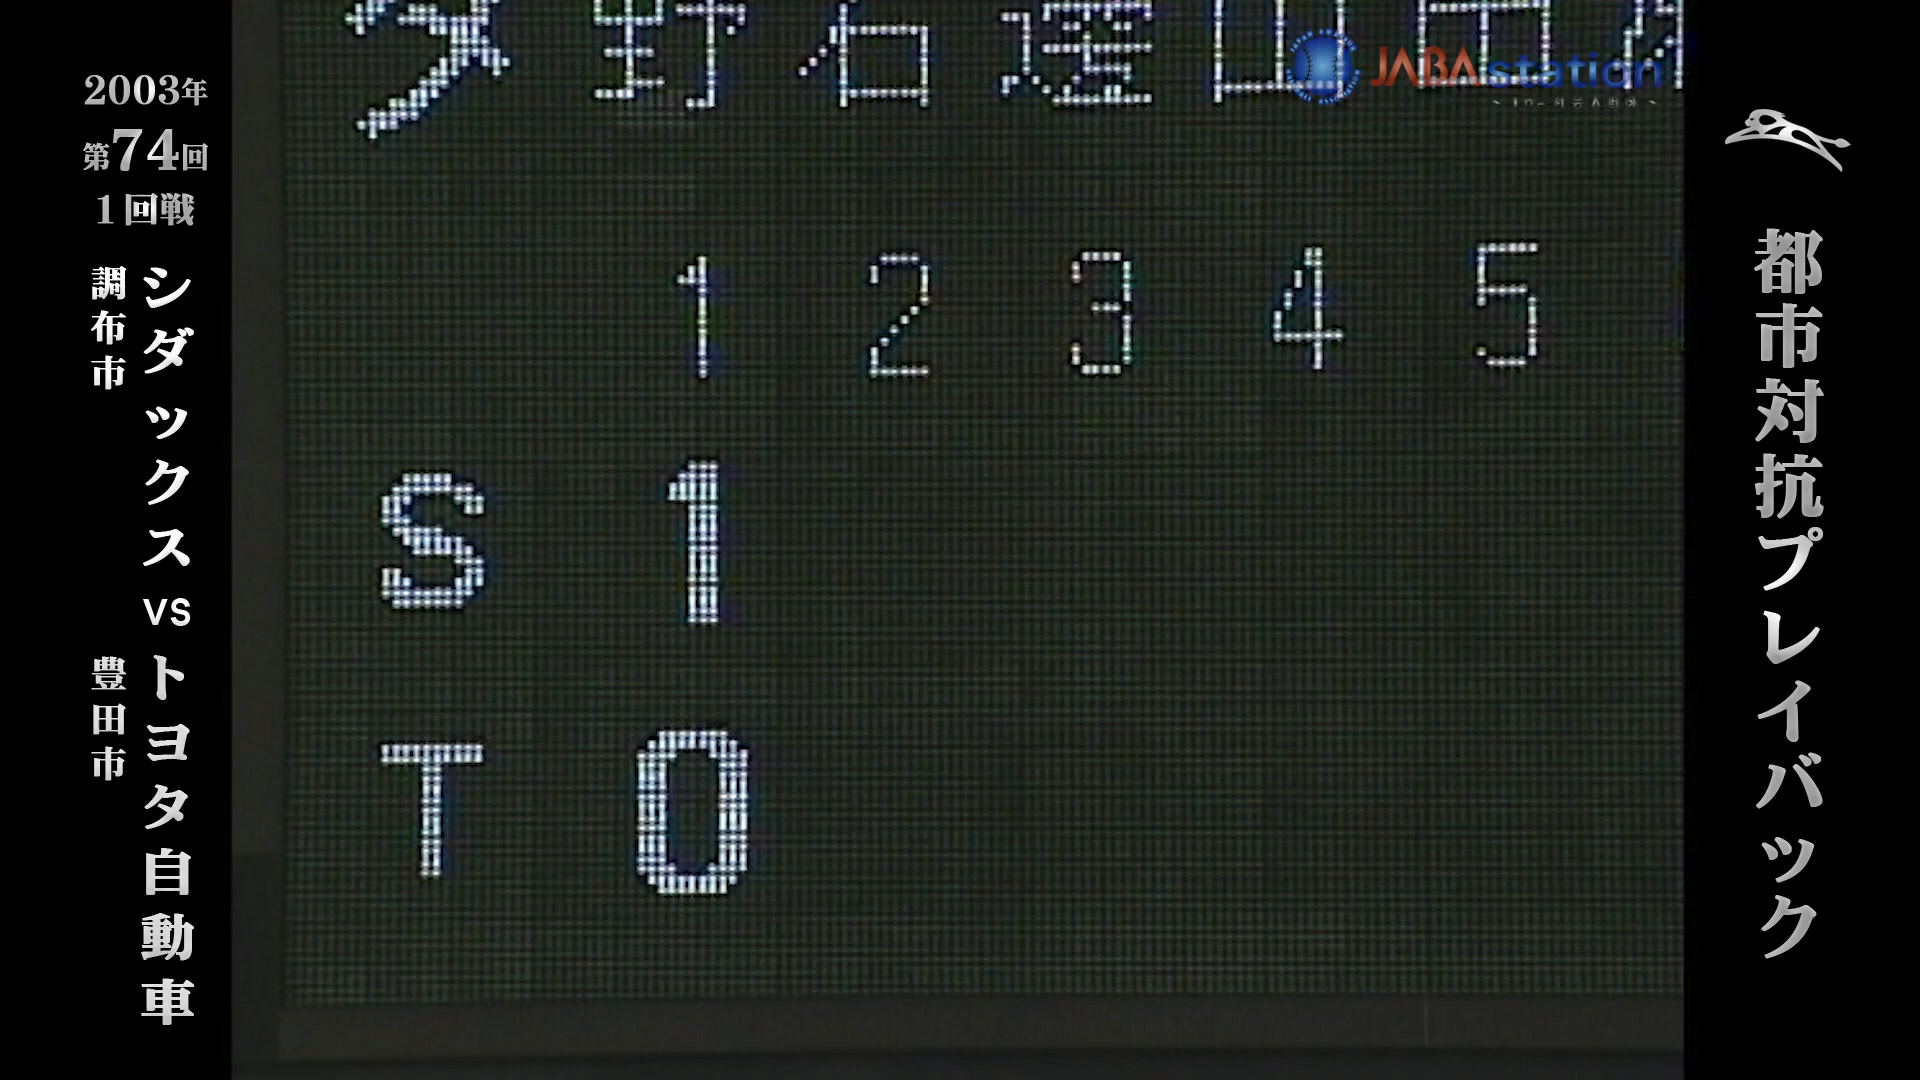 2003年
第74回
1回戦
シダックス vs トヨタ自動車
調布市
豊田市
都市対抗プレイバック
JABA station
1 2 3 4 5
S 1
T 0